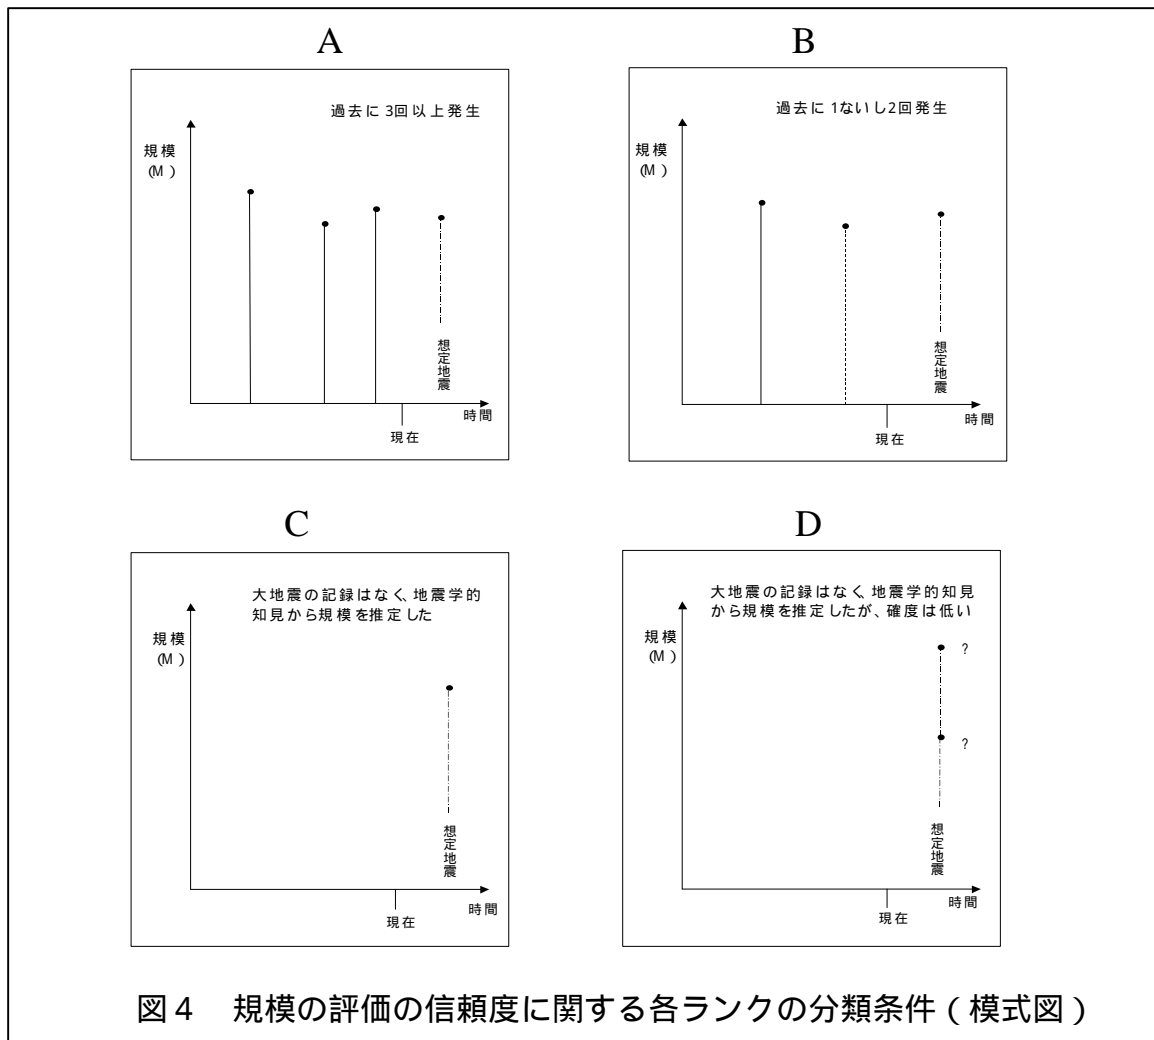 A
過去に3回以上発生
規模
(M)
想定地震
時間
現在
B
過去に1ないし2回発生
規模
(M)
想定地震
時間
現在
C
大地震の記録はなく、地震学的
知見から規模を推定した
規模
(M)
想定地震
時間
現在
D
大地震の記録はなく、地震学的知見
から規模を推定したが、確度は低い
規模
(M)
?
?
想定地震
時間
現在
図4 規模の評価の信頼度に関する各ランクの分類条件(模式図)